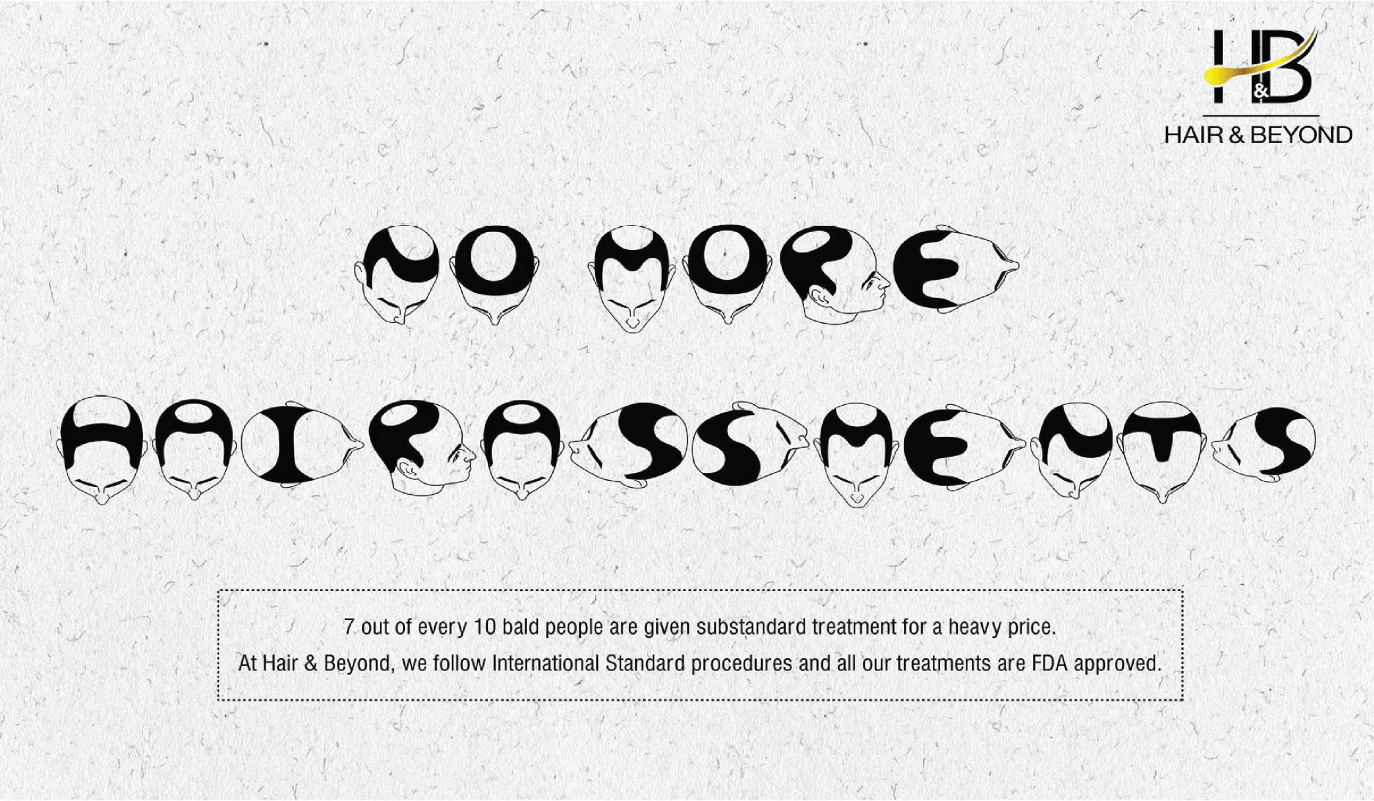 H&B
HAIR & BEYOND
NO MORE
HAIRASSMENTS
7 out of every 10 bald people are given substandard treatment for a heavy price.
At Hair & Beyond, we follow International Standard procedures and all our treatments are FDA approved.